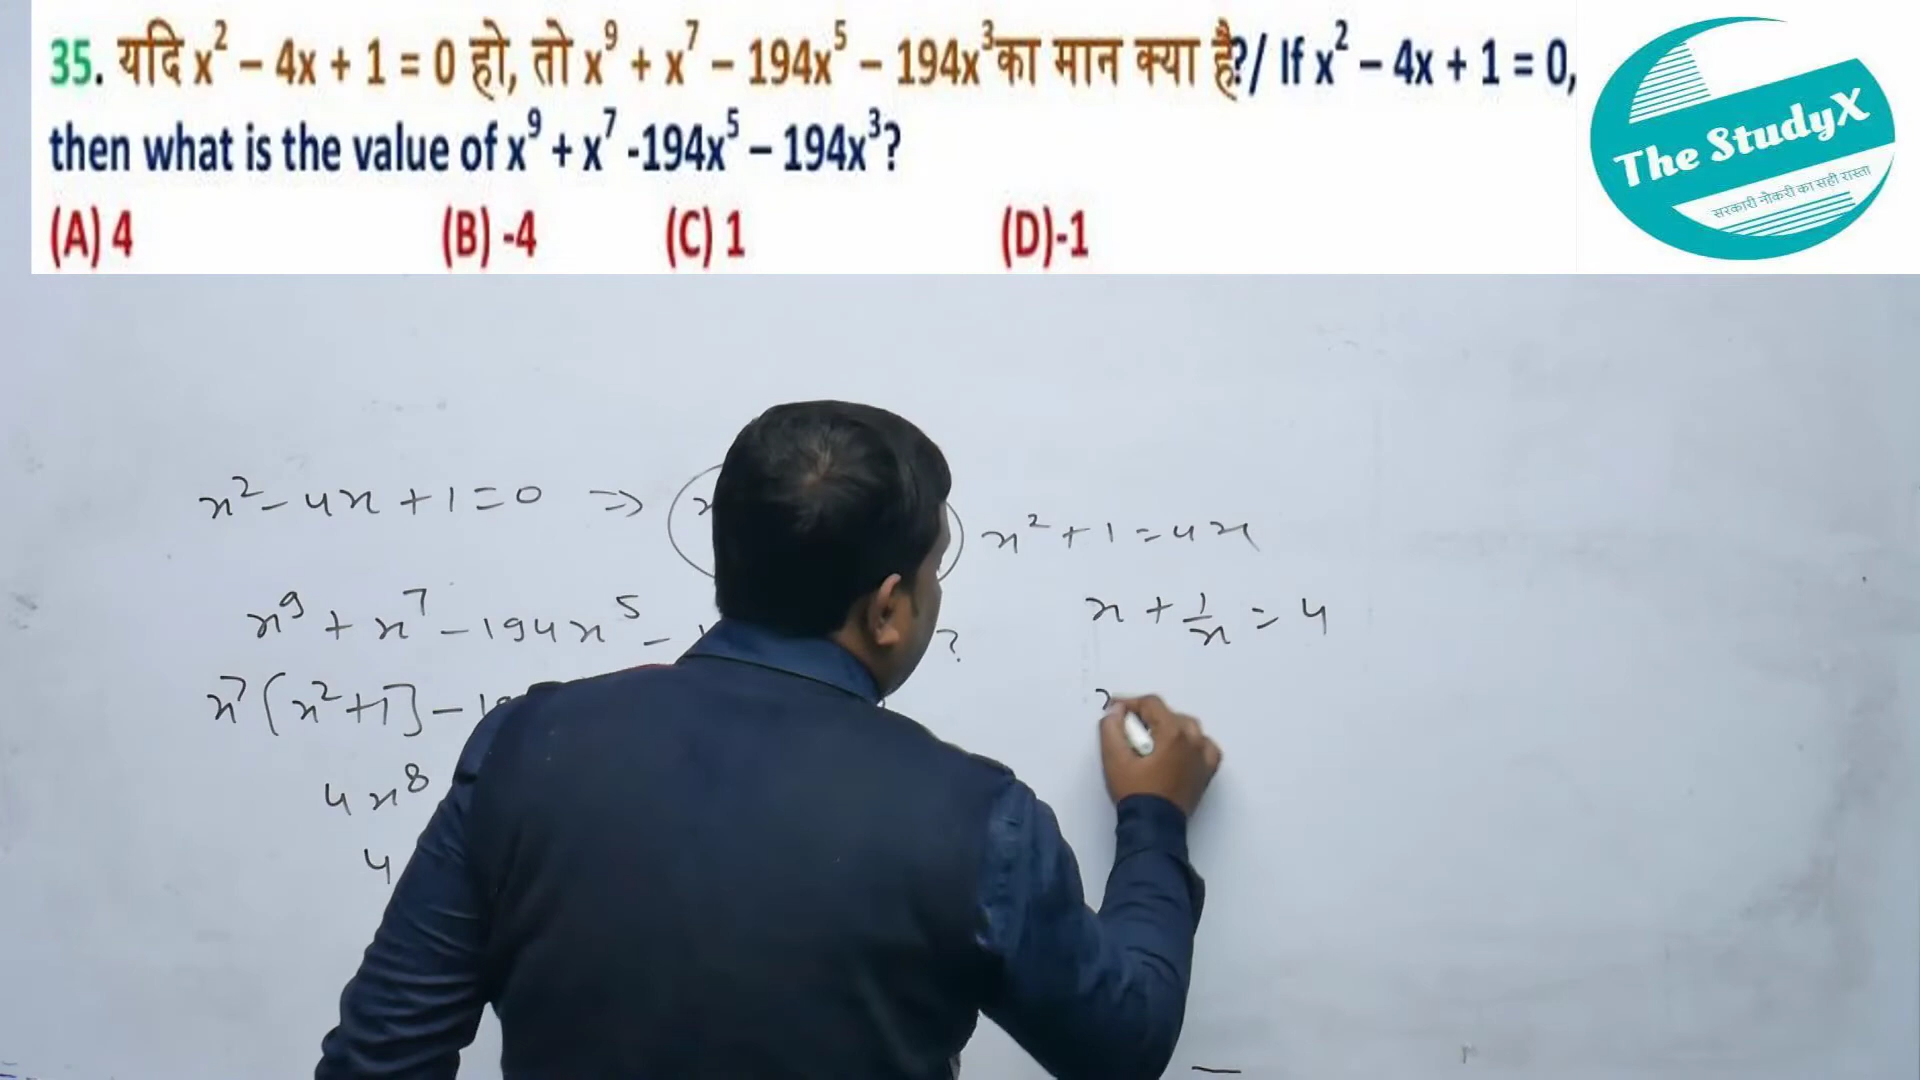 35. यदि x² – 4x + 1 = 0 हो, तो x⁹ + x⁷ – 194x⁵ – 194x³का मान क्या है?/ If x² – 4x + 1 = 0,
then what is the value of x⁹ + x⁷ -194x⁵ – 194x³?
(A) 4 (B) -4 (C) 1 (D)-1
The StudyX
सरकारी नौकरी का सही रास्ता
x² - 4x + 1 = 0 ⇒ x² + 1 = 4x
x⁹ + x⁷ - 194x⁵ - ?
x + 1/x = 4
x⁷(x²+1) - 19
4x⁸
4